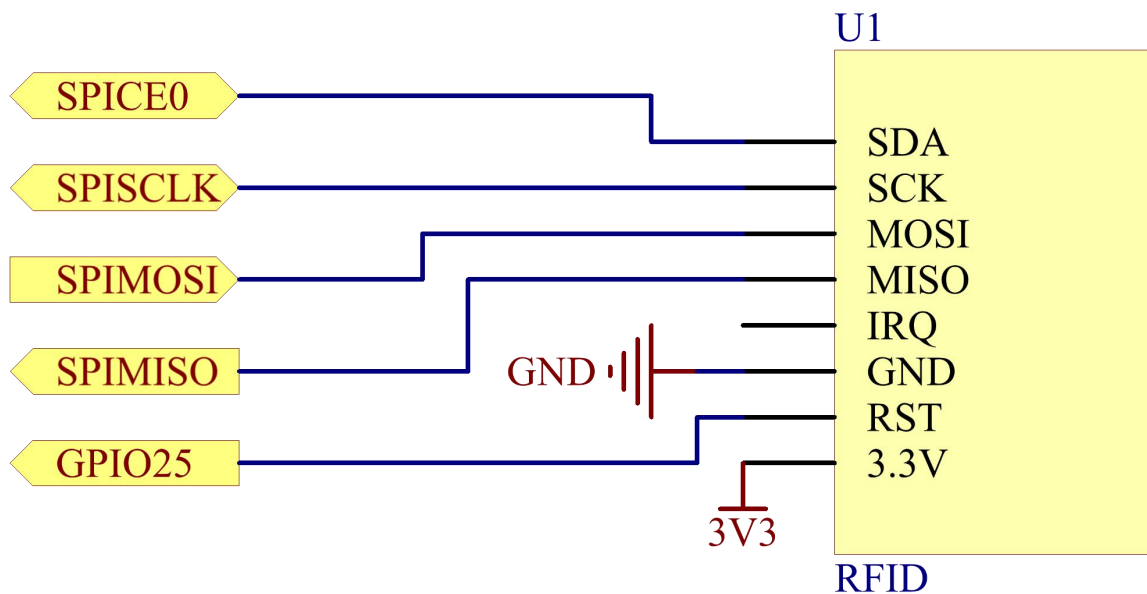 U1
SPICE0
SDA
SPISCLK
SCK
MOSI
SPIMOSI
MISO
IRQ
SPIMISO
GND
GND
RST
GPIO25
3.3V
3V3
RFID